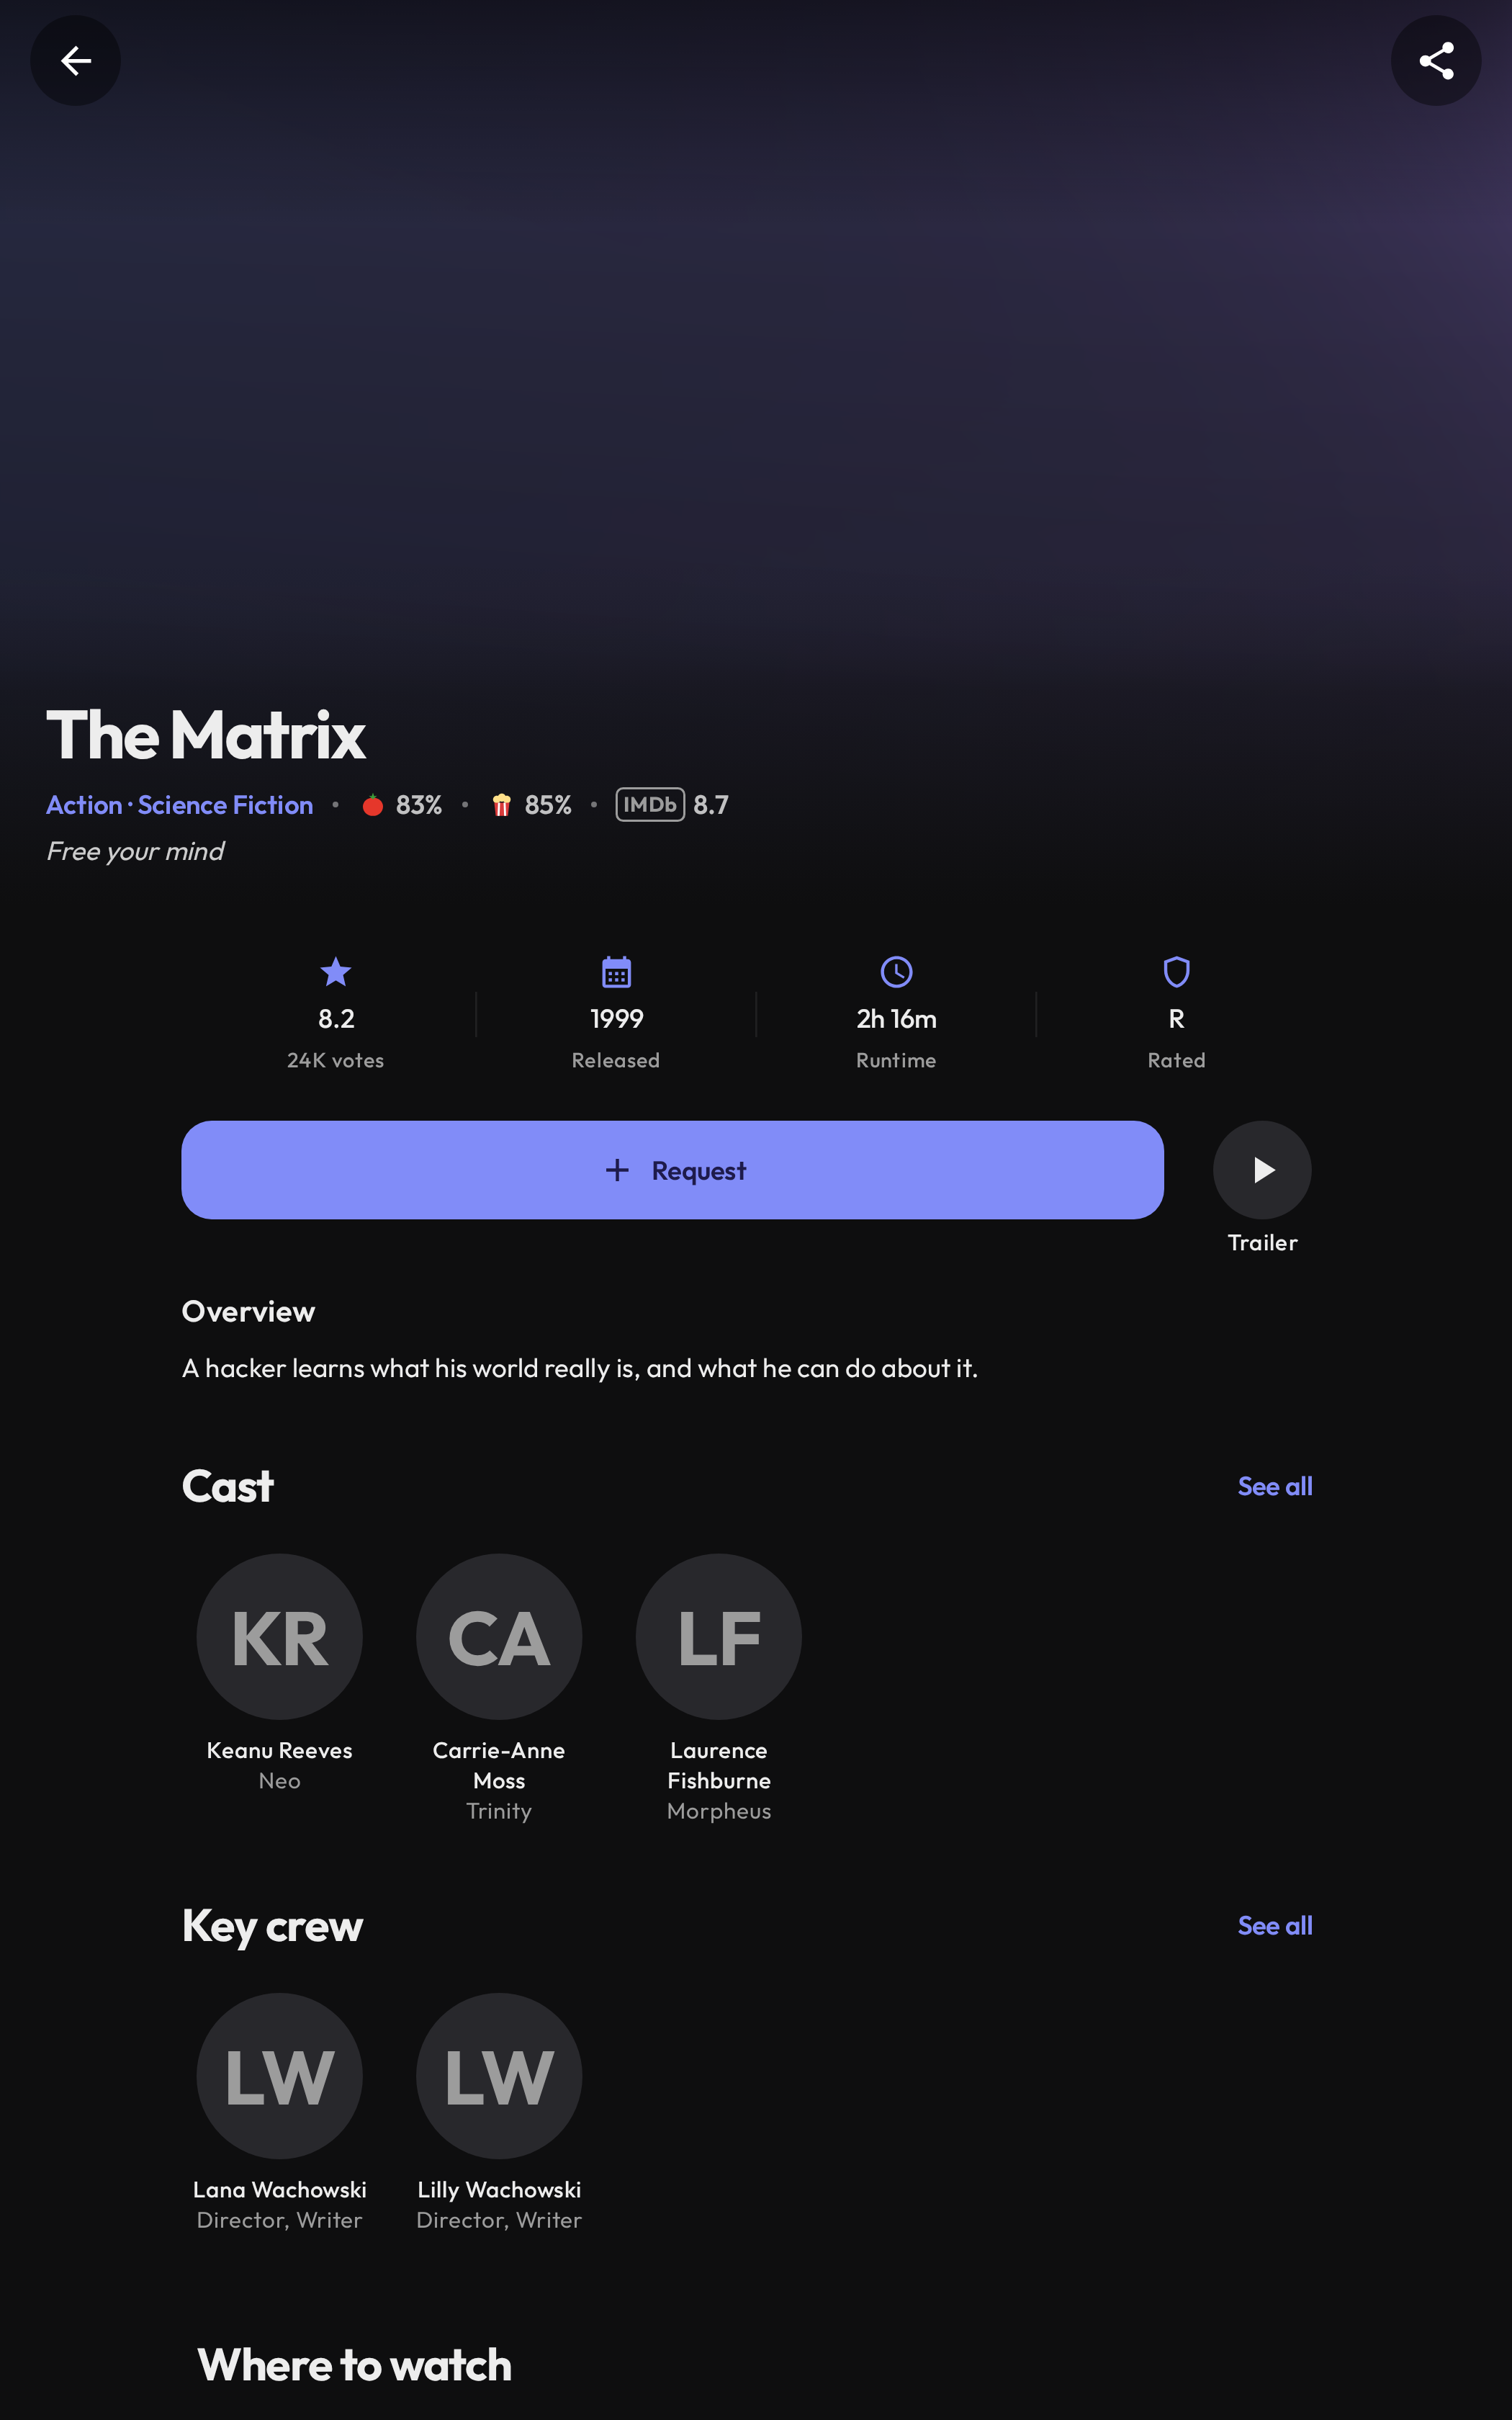 The Matrix
Action · Science Fiction • 83% • 85% • IMDb 8.7
Free your mind
8.2 1999 2h 16m R
24K votes Released Runtime Rated
+ Request
Trailer
Overview
A hacker learns what his world really is, and what he can do about it.
Cast See all
KR CA LF
Keanu Reeves Carrie-Anne Laurence
Neo Moss Fishburne
Trinity Morpheus
Key crew See all
LW LW
Lana Wachowski Lilly Wachowski
Director, Writer Director, Writer
Where to watch